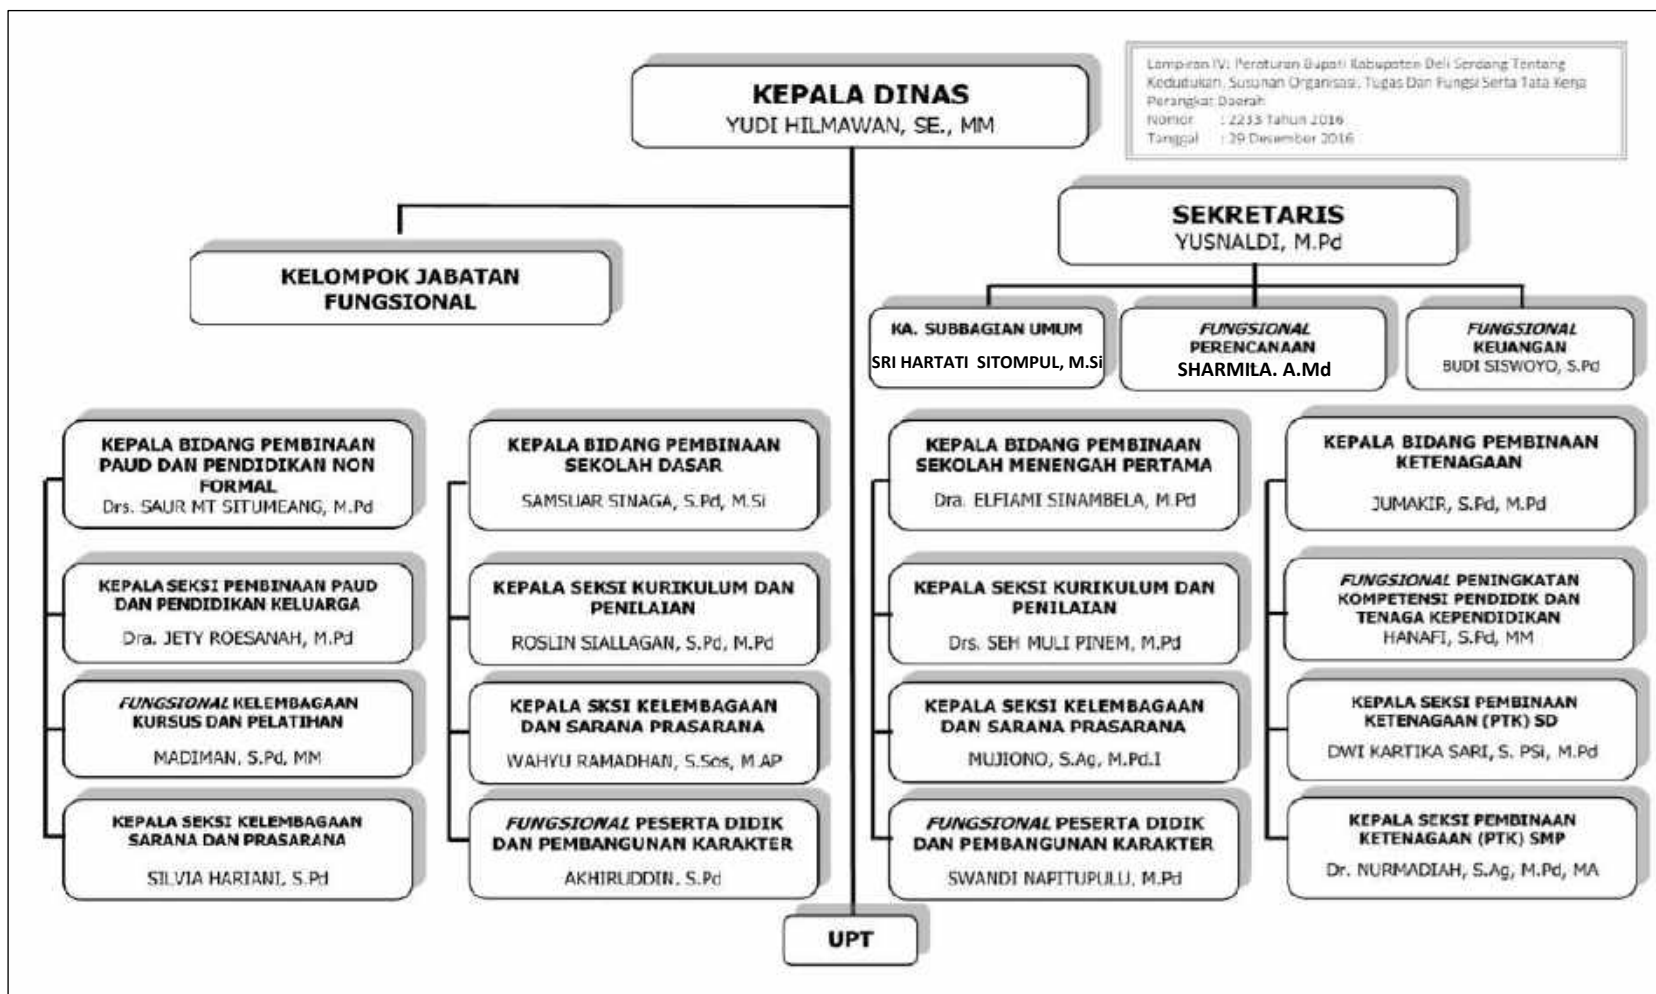 Lampiran IV: Peraturan Bupati Kabupaten Deli Serdang Tentang
Kedudukan, Susunan Organisasi, Tugas Dan Fungsi Serta Tata Kerja
Perangkat Daerah
Nomor : 2233 Tahun 2016
Tanggal : 29 Desember 2016
KEPALA DINAS
YUDI HILMAWAN, SE., MM
SEKRETARIS
YUSNALDI, M.Pd
KELOMPOK JABATAN
FUNGSIONAL
KA. SUBBAGIAN UMUM
SRI HARTATI SITOMPUL, M.Si
FUNGSIONAL
PERENCANAAN
SHARMILA. A.Md
FUNGSIONAL
KEUANGAN
BUDI SISWOYO, S.Pd
KEPALA BIDANG PEMBINAAN
PAUD DAN PENDIDIKAN NON
FORMAL
Drs. SAUR MT SITUMEANG, M.Pd
KEPALA SEKSI PEMBINAAN PAUD
DAN PENDIDIKAN KELUARGA
Dra. JETY ROESANAH, M.Pd
FUNGSIONAL KELEMBAGAAN
KURSUS DAN PELATIHAN
MADIMAN, S.Pd, MM
KEPALA SEKSI KELEMBAGAAN
SARANA DAN PRASARANA
SILVIA HARIANI, S.Pd
KEPALA BIDANG PEMBINAAN
SEKOLAH DASAR
SAMSUAR SINAGA, S.Pd, M.Si
KEPALA SEKSI KURIKULUM DAN
PENILAIAN
ROSLIN SIALLAGAN, S.Pd, M.Pd
KEPALA SKSI KELEMBAGAAN
DAN SARANA PRASARANA
WAHYU RAMADHAN, S.Sos, M.AP
FUNGSIONAL PESERTA DIDIK
DAN PEMBANGUNAN KARAKTER
AKHIRUDDIN, S.Pd
KEPALA BIDANG PEMBINAAN
SEKOLAH MENENGAH PERTAMA
Dra. ELFIAMI SINAMBELA, M.Pd
KEPALA SEKSI KURIKULUM DAN
PENILAIAN
Drs. SEH MULI PINEM, M.Pd
KEPALA SEKSI KELEMBAGAAN
DAN SARANA PRASARANA
MUJIONO, S.Ag, M.Pd.I
FUNGSIONAL PESERTA DIDIK
DAN PEMBANGUNAN KARAKTER
SWANDI NAPITUPULU, M.Pd
KEPALA BIDANG PEMBINAAN
KETENAGAAN
JUMAKIR, S.Pd, M.Pd
FUNGSIONAL PENINGKATAN
KOMPETENSI PENDIDIK DAN
TENAGA KEPENDIDIKAN
HANAFI, S.Pd, MM
KEPALA SEKSI PEMBINAAN
KETENAGAAN (PTK) SD
DWI KARTIKA SARI, S. PSi, M.Pd
KEPALA SEKSI PEMBINAAN
KETENAGAAN (PTK) SMP
Dr. NURMADIAH, S.Ag, M.Pd, MA
UPT